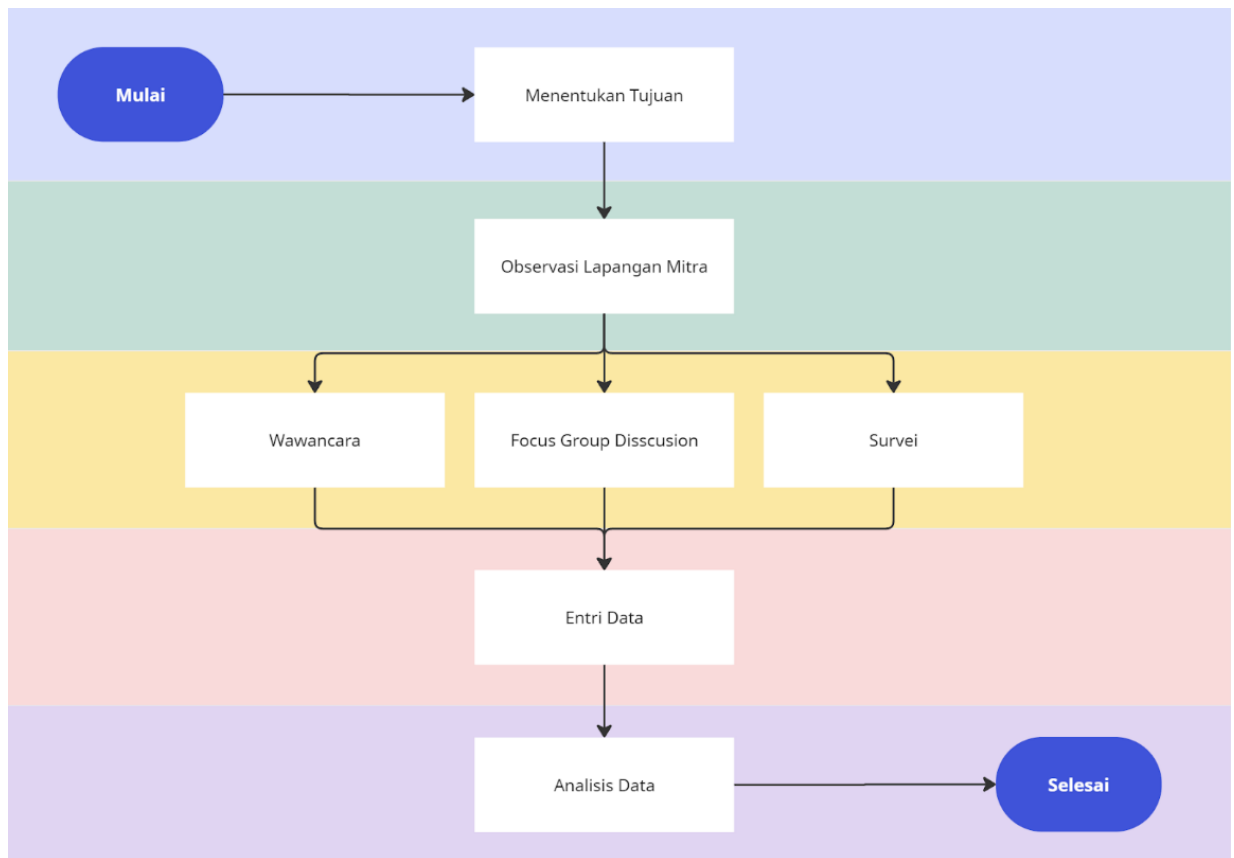 Mulai
Menentukan Tujuan
Observasi Lapangan Mitra
Wawancara
Focus Group Disscusion
Survei
Entri Data
Analisis Data
Selesai